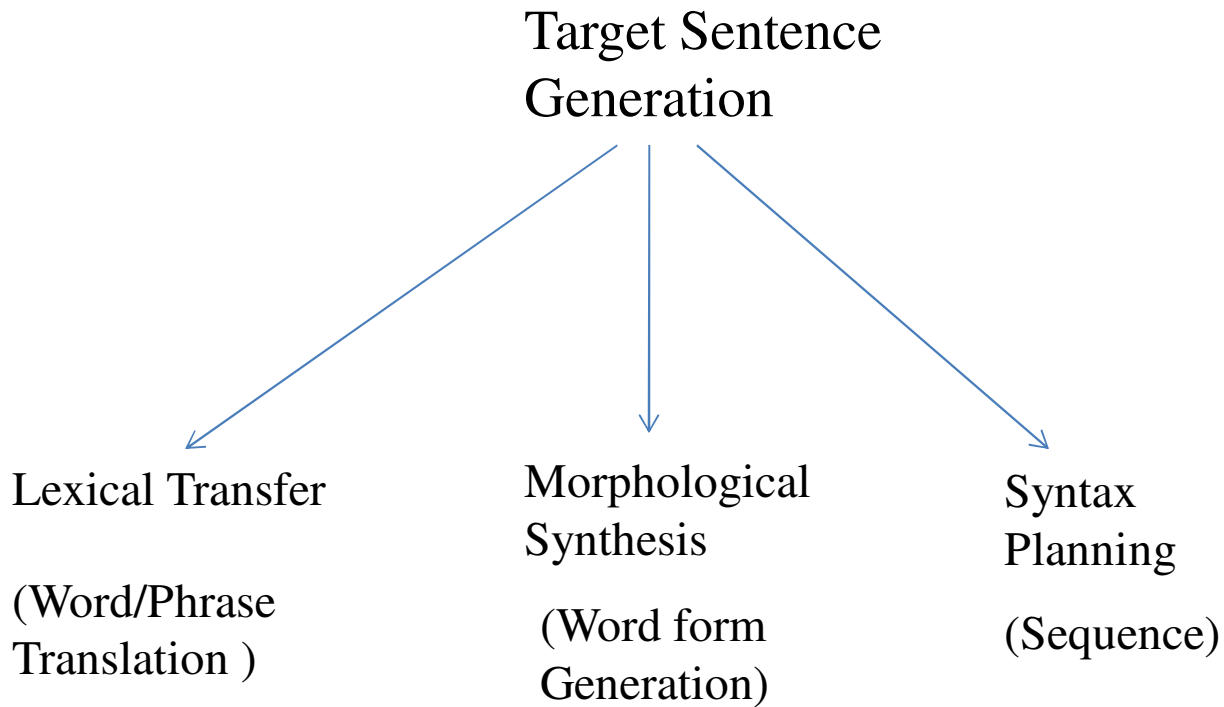 Target Sentence
Generation
Lexical Transfer
(Word/Phrase
Translation )
Morphological
Synthesis
(Word form
Generation)
Syntax
Planning
(Sequence)